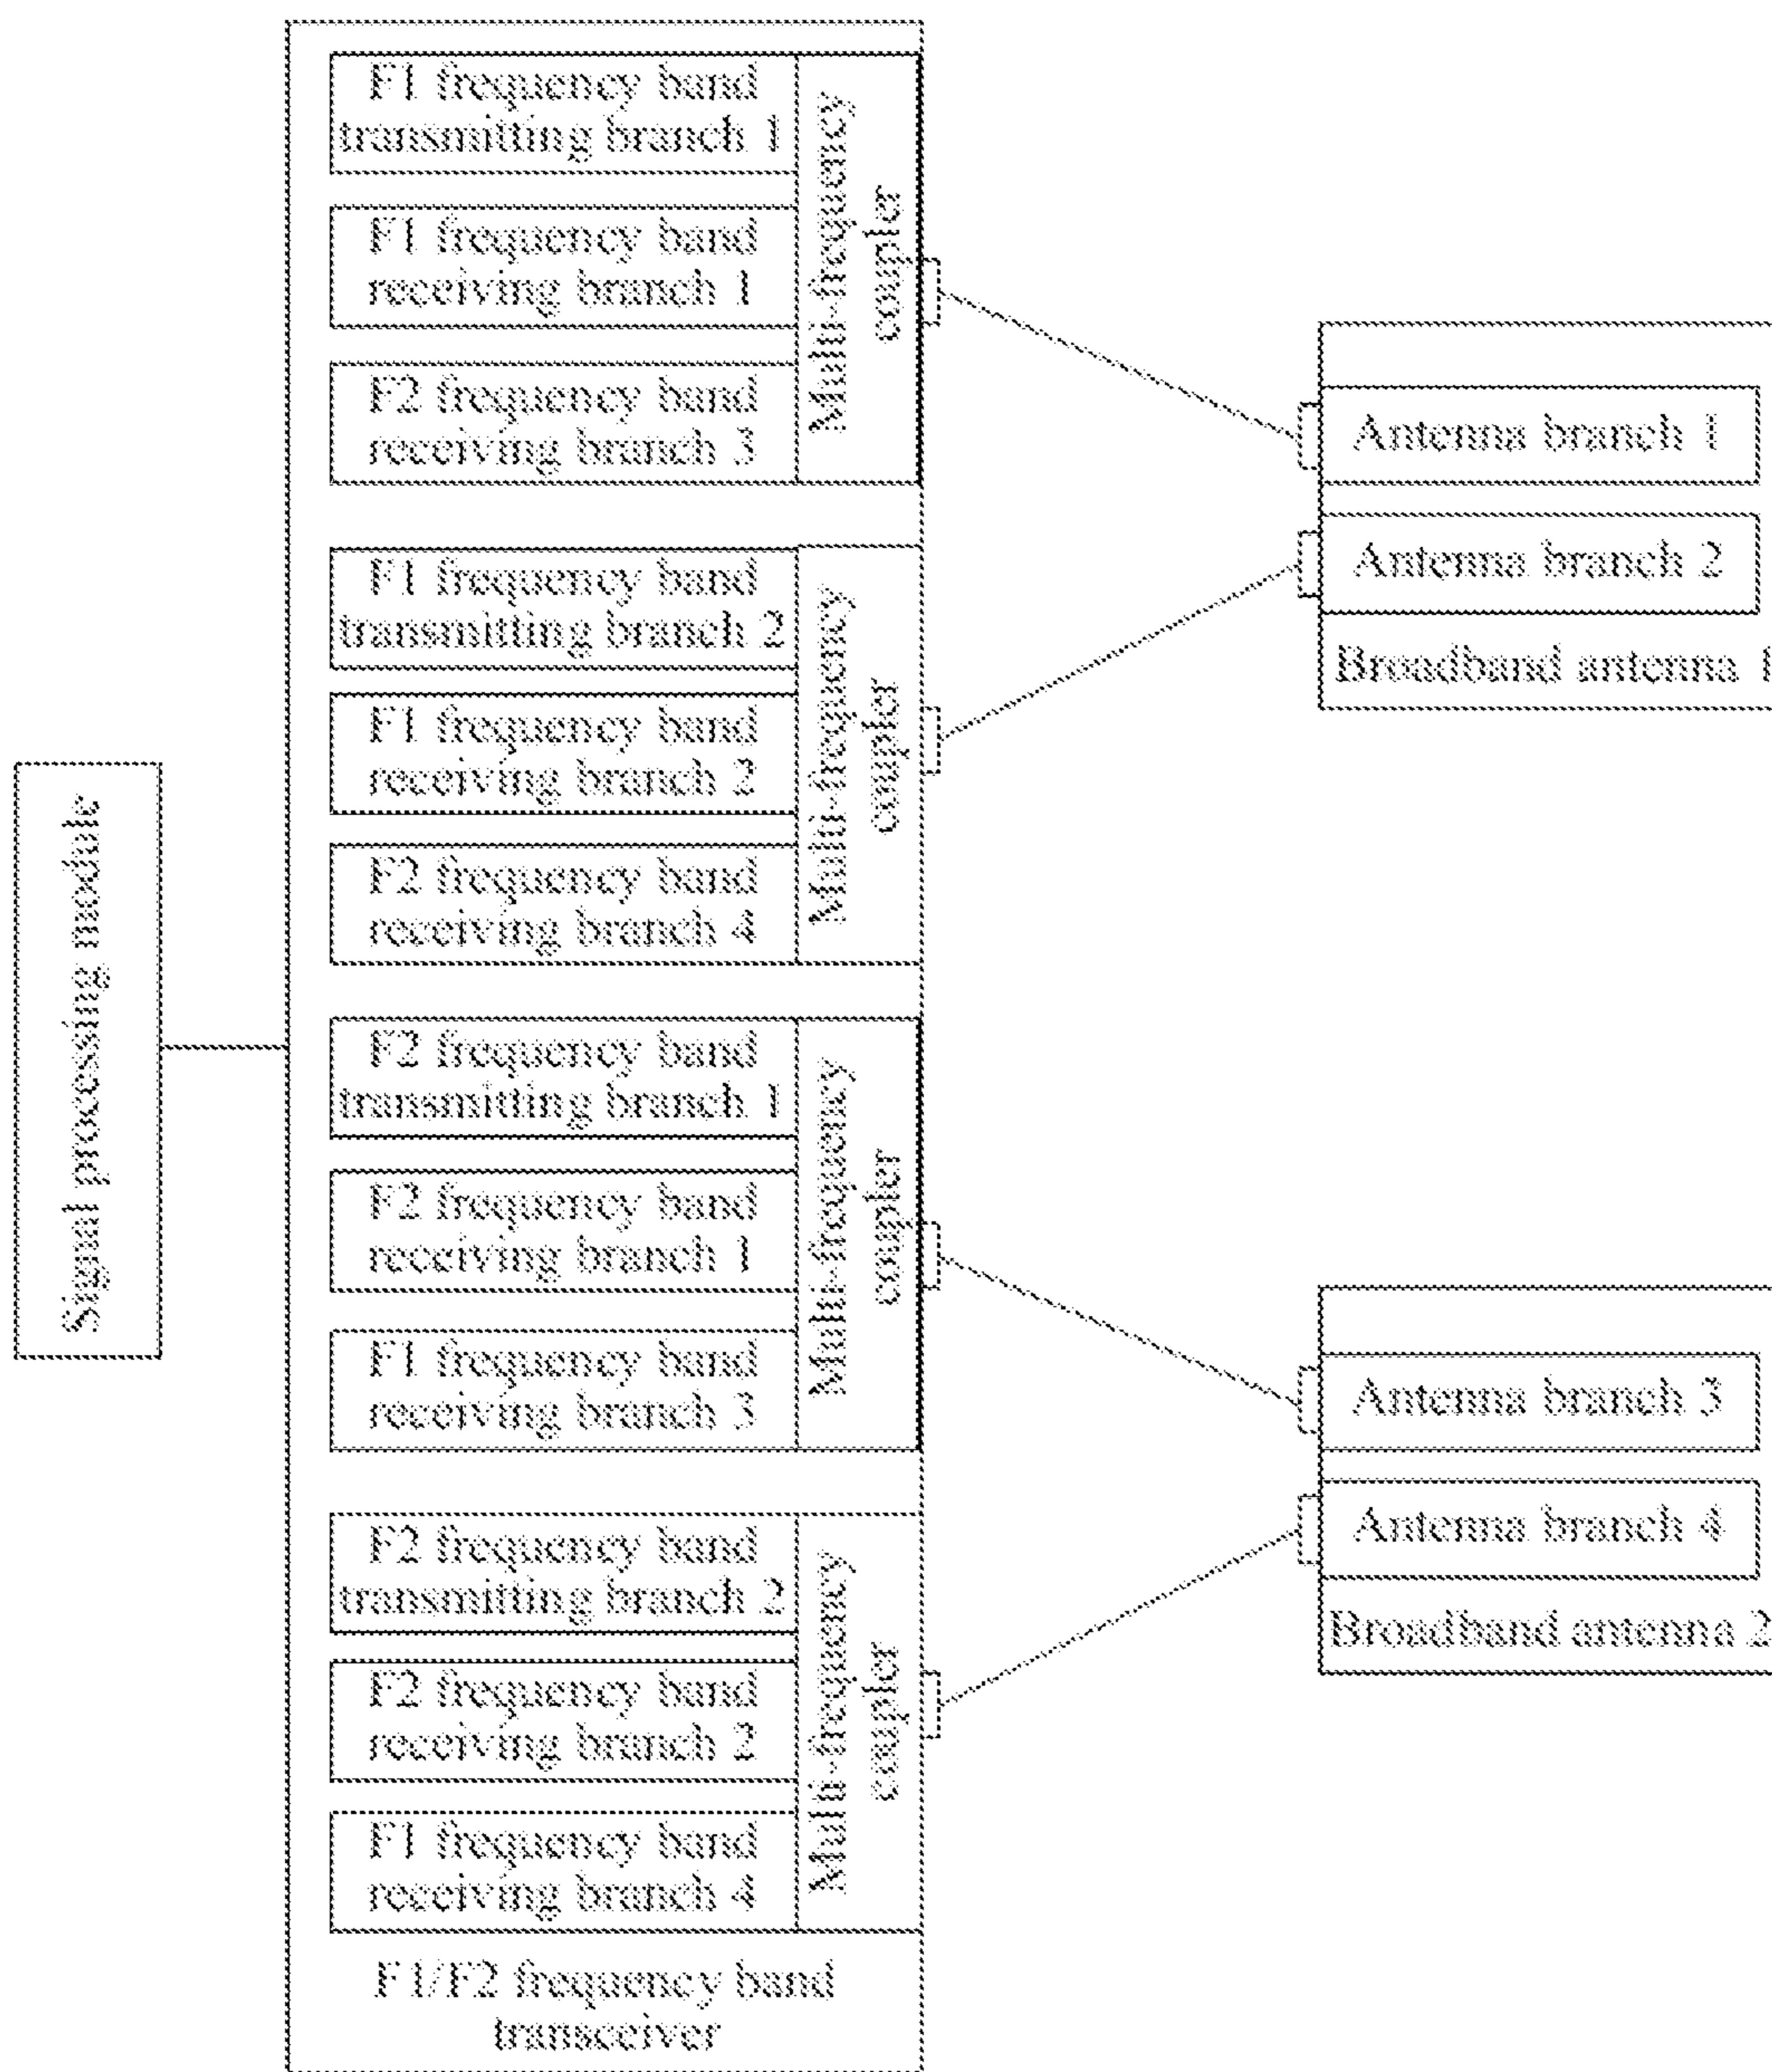 Signal processing module
F1 frequency band
transmitting branch 1
F1 frequency band
receiving branch 1
F2 frequency band
receiving branch 3
Multi-frequency
coupler
F1 frequency band
transmitting branch 2
F1 frequency band
receiving branch 2
F2 frequency band
receiving branch 4
Multi-frequency
coupler
F2 frequency band
transmitting branch 1
F2 frequency band
receiving branch 1
F1 frequency band
receiving branch 3
Multi-frequency
coupler
F2 frequency band
transmitting branch 2
F2 frequency band
receiving branch 2
F1 frequency band
receiving branch 4
Multi-frequency
coupler
F1/F2 frequency band
transceiver
Antenna branch 1
Antenna branch 2
Broadband antenna 1
Antenna branch 3
Antenna branch 4
Broadband antenna 2